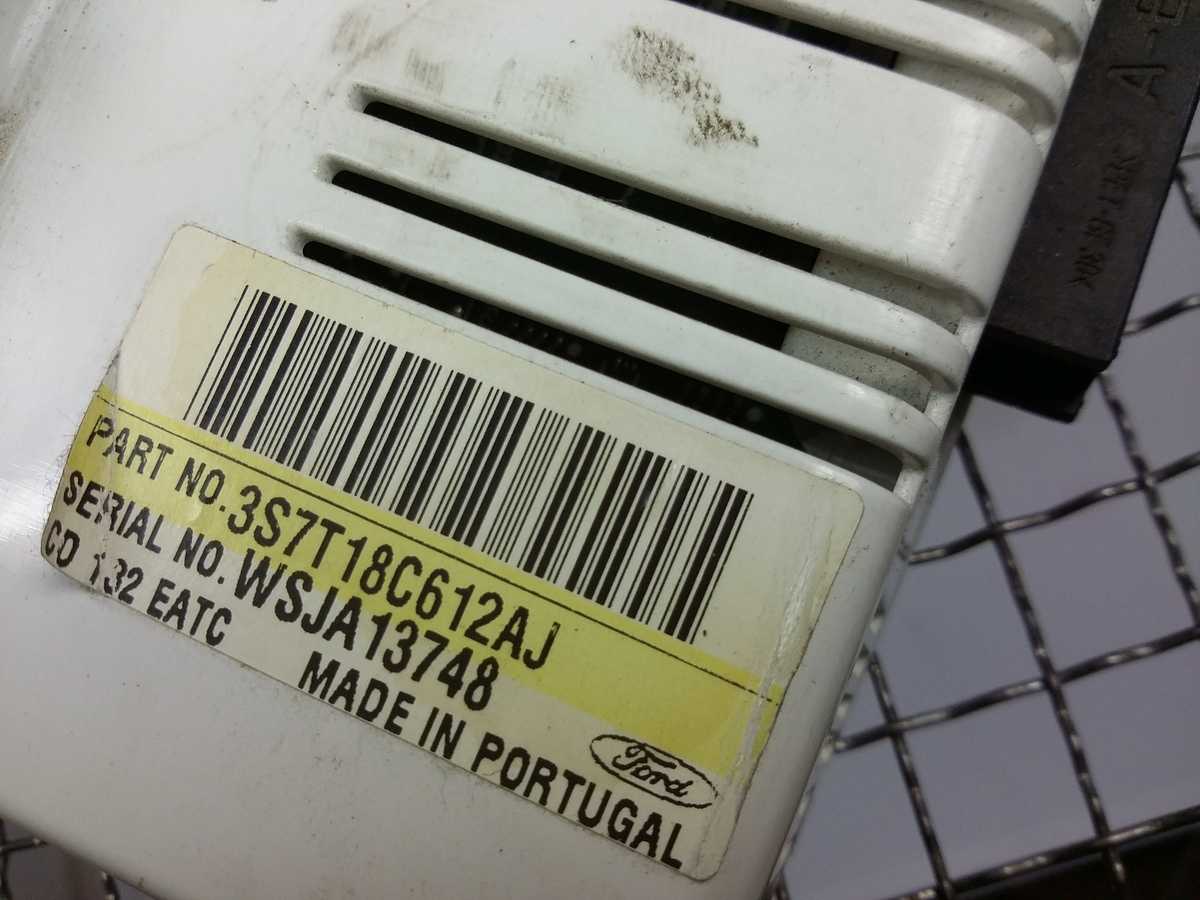 PART NO. 3S7T18C612AJ
SERIAL NO. WSJA13748
CD 132 EATC
MADE IN PORTUGAL
Ford